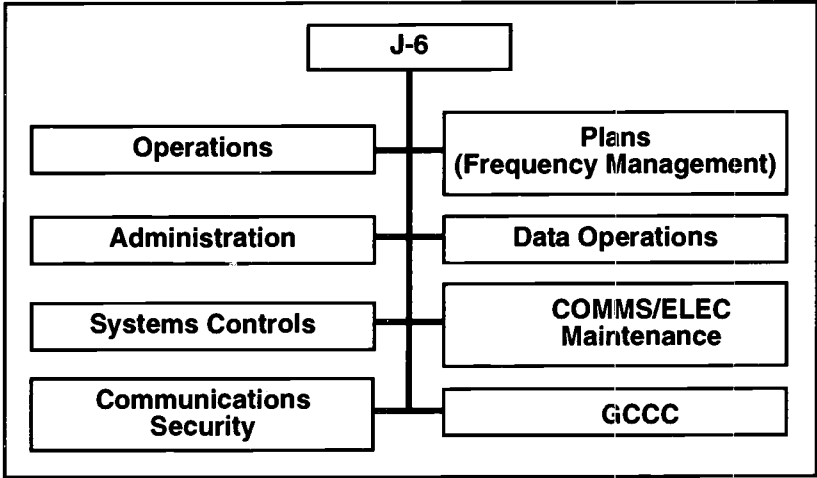 J-6
Operations
Plans
(Frequency Management)
Administration
Data Operations
Systems Controls
COMMS/ELEC
Maintenance
Communications
Security
GCCC